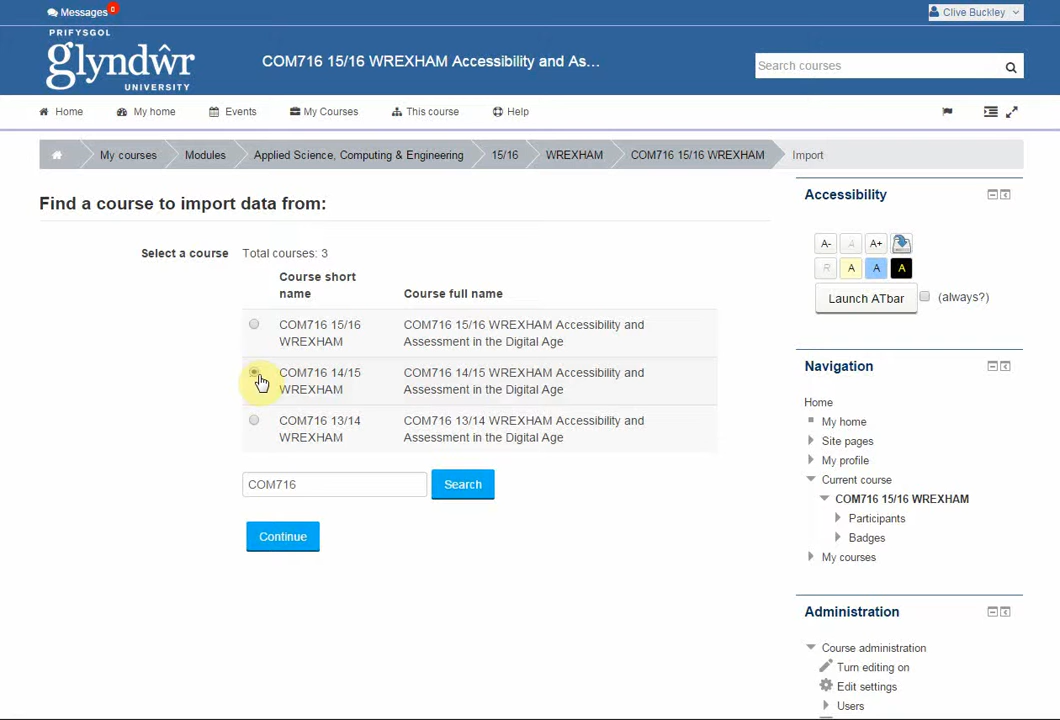 Messages 0
Clive Buckley
PRIFYSGOL
glyndŵr
UNIVERSITY
COM716 15/16 WREXHAM Accessibility and As...
Search courses
Home
My home
Events
My Courses
This course
Help
My courses
Modules
Applied Science, Computing & Engineering
15/16
WREXHAM
COM716 15/16 WREXHAM
Import
Find a course to import data from:
Select a course
Total courses: 3
Course short
name
Course full name
COM716 15/16
WREXHAM
COM716 15/16 WREXHAM Accessibility and
Assessment in the Digital Age
COM716 14/15
WREXHAM
COM716 14/15 WREXHAM Accessibility and
Assessment in the Digital Age
COM716 13/14
WREXHAM
COM716 13/14 WREXHAM Accessibility and
Assessment in the Digital Age
COM716
Search
Continue
Accessibility
A-
A
A+
R
A
A
A
Launch ATbar
(always?)
Navigation
Home
My home
Site pages
My profile
Current course
COM716 15/16 WREXHAM
Participants
Badges
My courses
Administration
Course administration
Turn editing on
Edit settings
Users